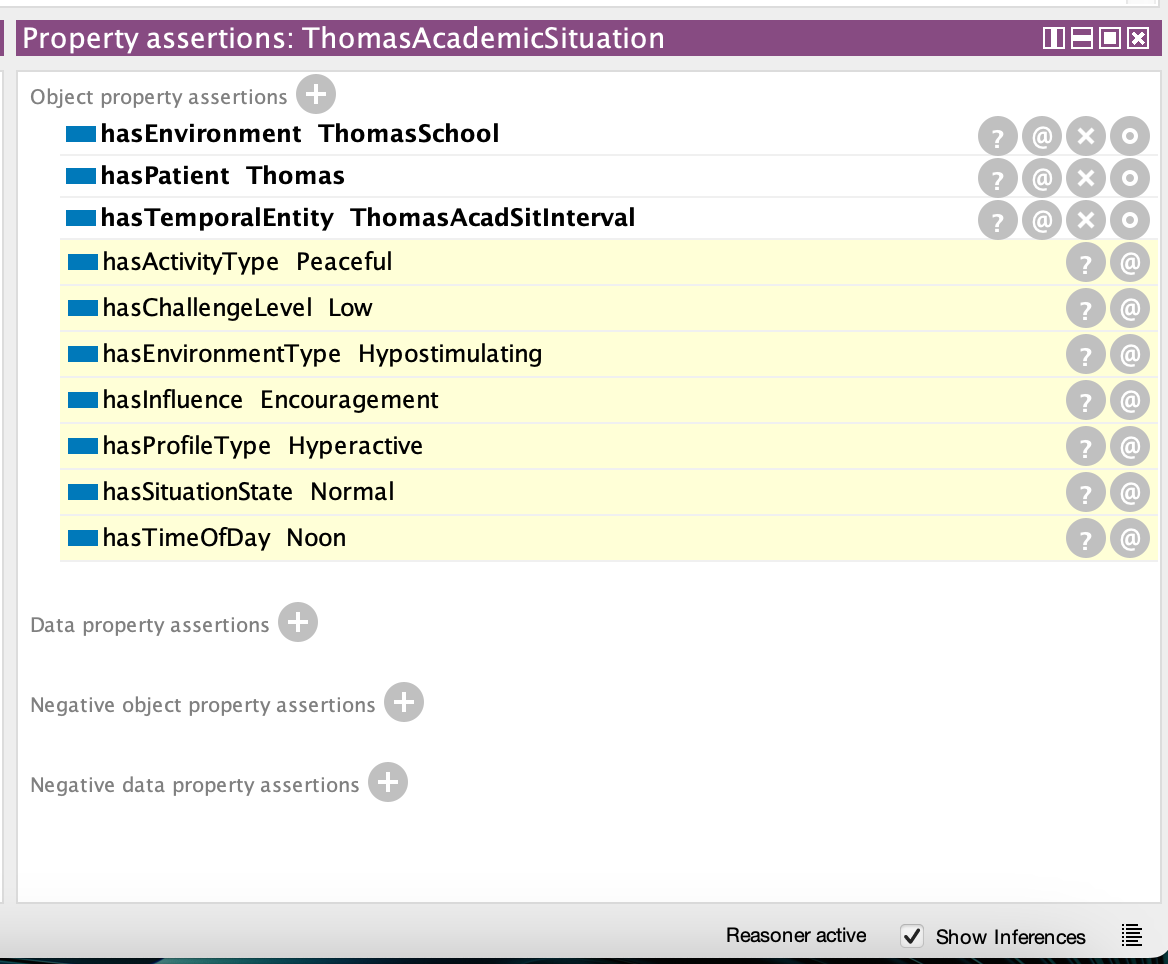 Property assertions: ThomasAcademicSituation
Object property assertions
hasEnvironment ThomasSchool
hasPatient Thomas
hasTemporalEntity ThomasAcadSitInterval
hasActivityType Peaceful
hasChallengeLevel Low
hasEnvironmentType Hypostimulating
hasInfluence Encouragement
hasProfileType Hyperactive
hasSituationState Normal
hasTimeOfDay Noon
Data property assertions
Negative object property assertions
Negative data property assertions
Reasoner active Show Inferences